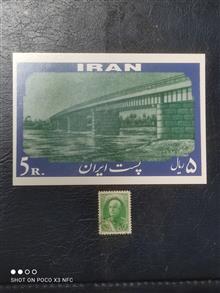 IRAN
5R.
پست ایران
۵ ریال
SHOT ON POCO X3 NFC